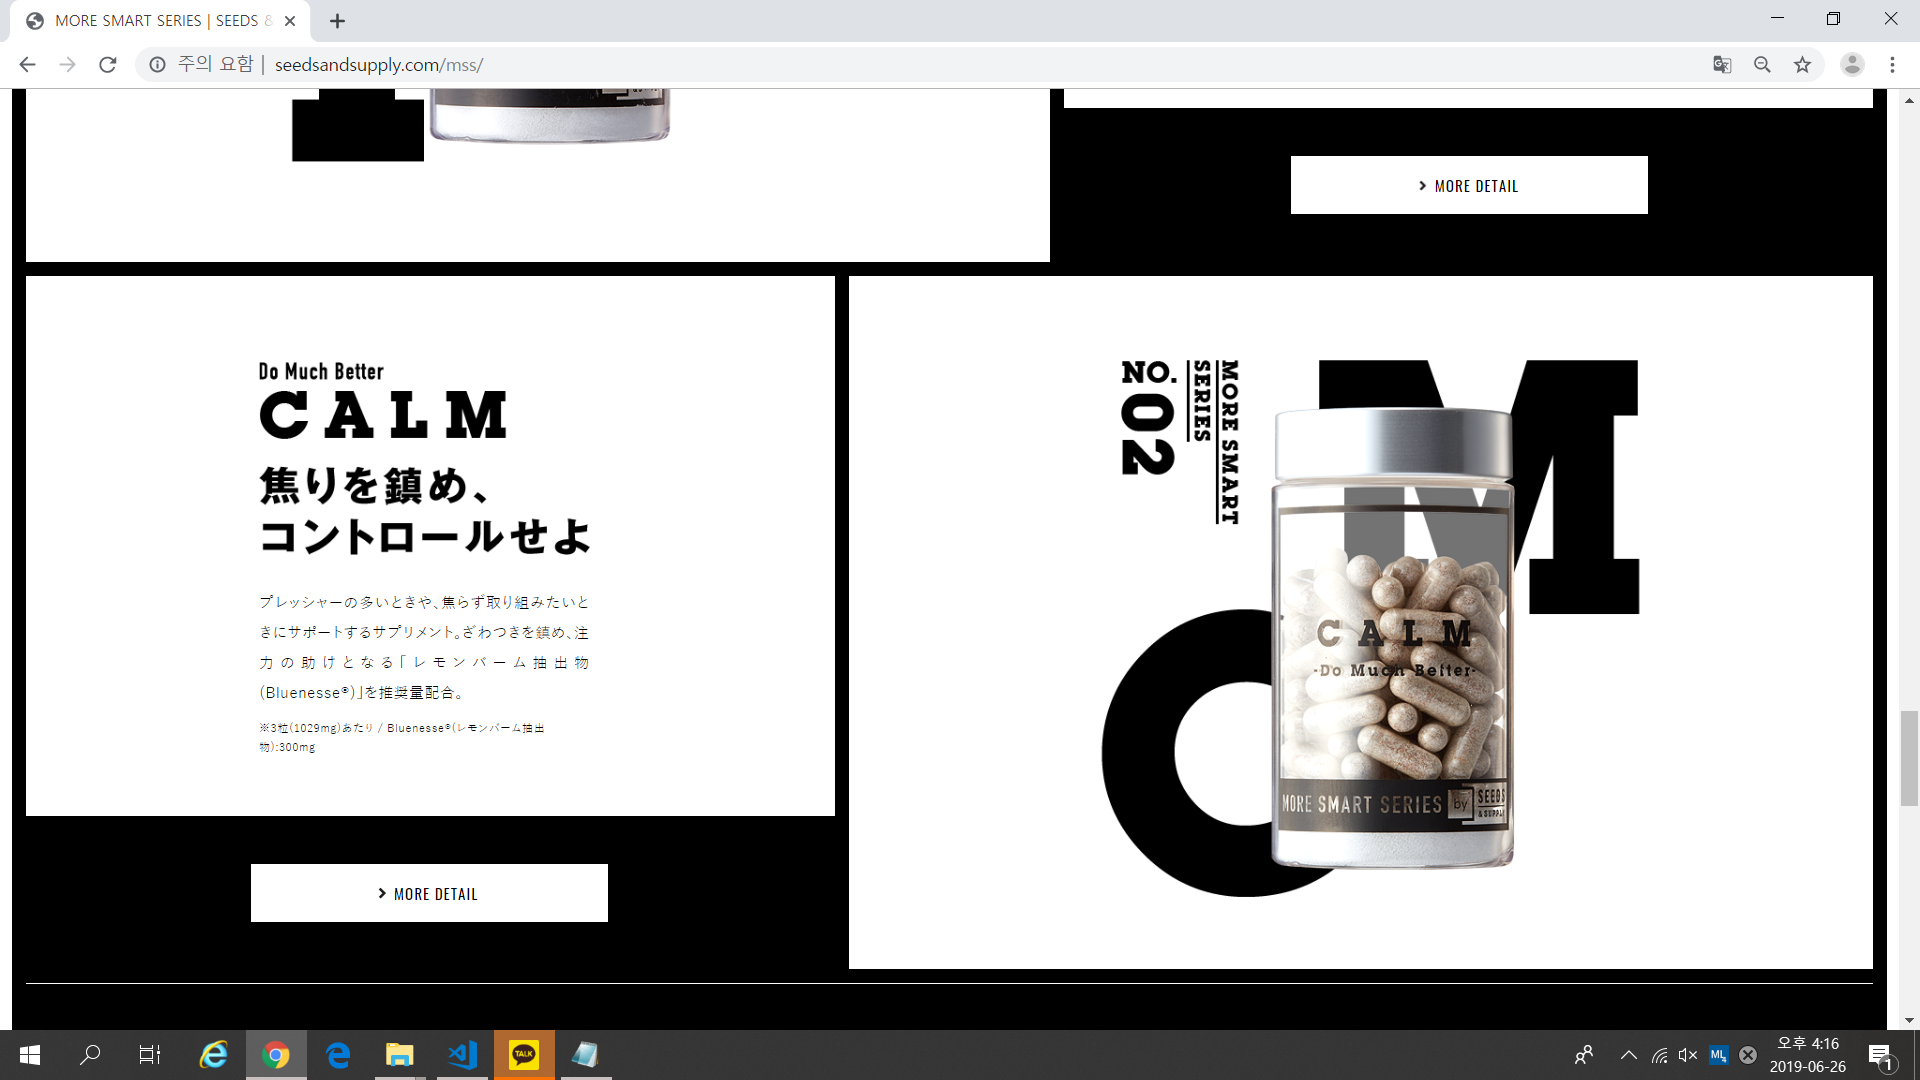 MORE SMART SERIES | SEEDS &
주의 요함 | seedsandsupply.com/mss/
MORE DETAIL
Do Much Better
CALM
焦りを鎮め、
コントロールせよ
プレッシャーの多いときや、焦らず取り組みたいと
きにサポートするサプリメント。ざわつきを鎮め、注
力の助けとなる「レモンバーム抽出物
(Bluenesse®)」を推奨量配合。
※3粒(1029mg)あたり / Bluenesse®(レモンバーム抽出
物):300mg
MORE DETAIL
NO.
02
MORE SMART
SERIES
M
C A L M
-Do Much Better-
MORE SMART SERIES by SEEDS
& SUPPLY
TALK
ML
오후 4:16
2019-06-26
1